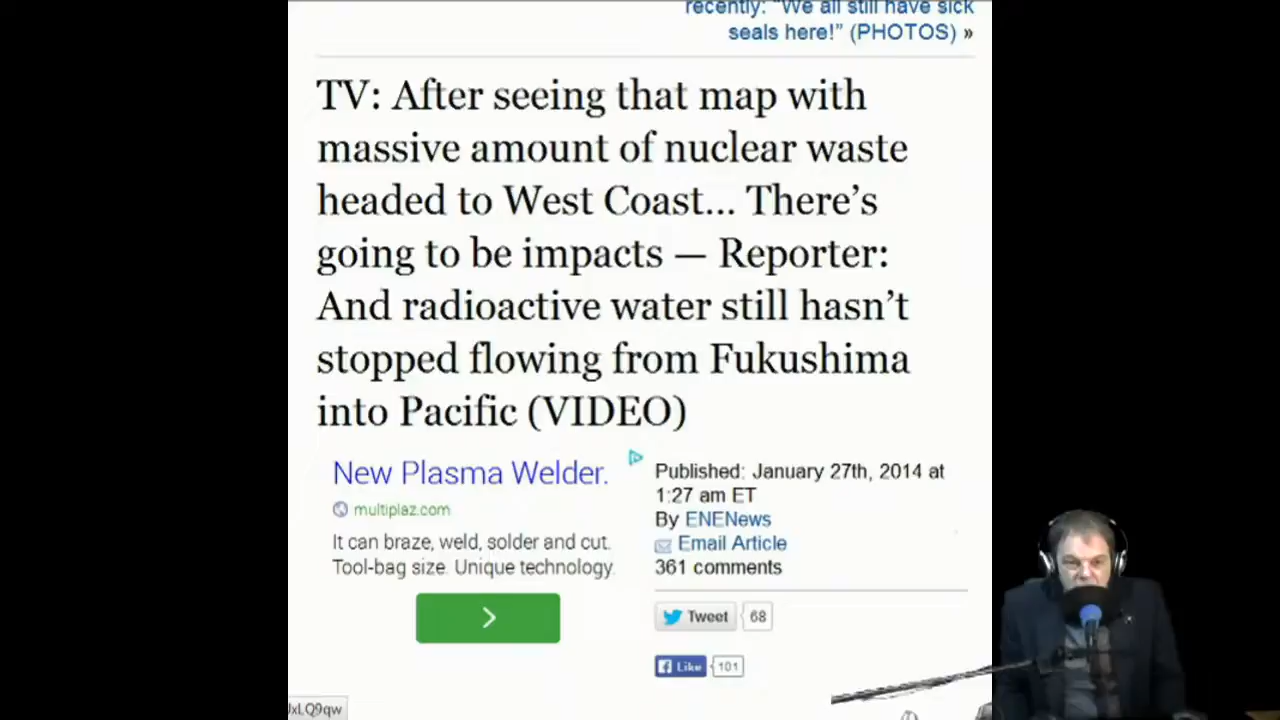 recently: "We all still have sick
seals here!" (PHOTOS) »
TV: After seeing that map with
massive amount of nuclear waste
headed to West Coast... There's
going to be impacts — Reporter:
And radioactive water still hasn't
stopped flowing from Fukushima
into Pacific (VIDEO)
New Plasma Welder.
multiplaz.com
It can braze, weld, solder and cut.
Tool-bag size. Unique technology.
Published: January 27th, 2014 at
1:27 am ET
By ENENews
Email Article
361 comments
Tweet 68
Like 101
JxLQ9qw